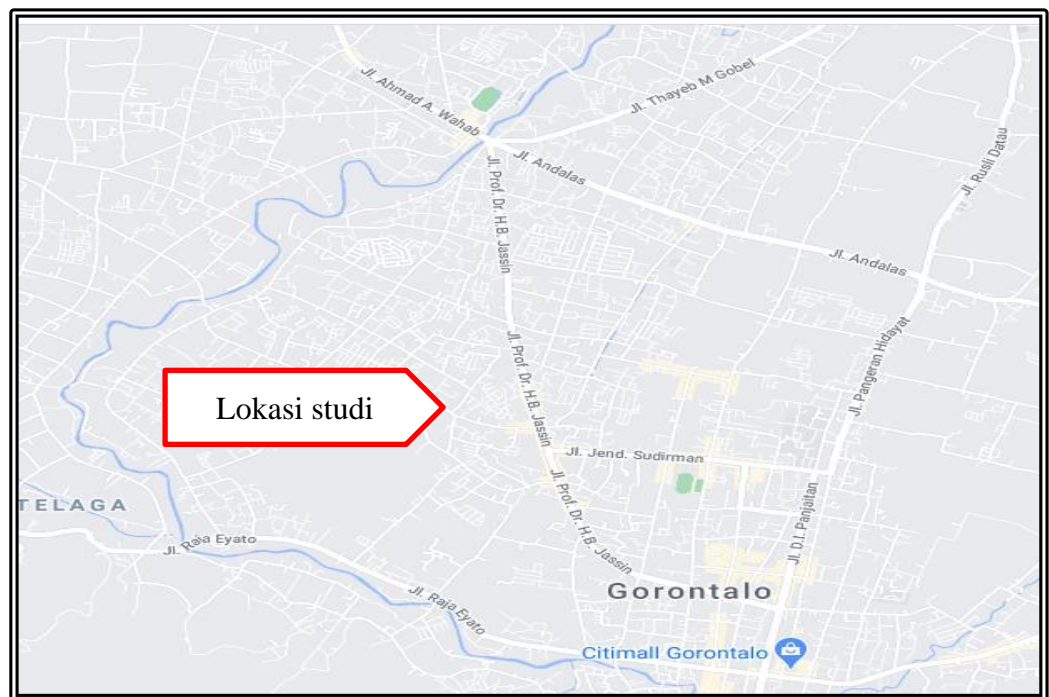 Jl. Ahmad A. Wahab
Jl. Thayeb M Gobel
Jl. Andalas
Jl. Rusli Datau
Jl. Prof. Dr. H.B. Jassin
Jl. Andalas
Jl. Pangeran Hidayat
Jl. Prof. Dr. H.B. Jassin
Lokasi studi
Jl. Jend. Sudirman
Jl. Prof. Dr. H.B. Jassin
Jl. D.I. Panjaitan
TELAGA
Jl. Raja Eyato
Jl. Raja Eyato
Gorontalo
Citimall Gorontalo